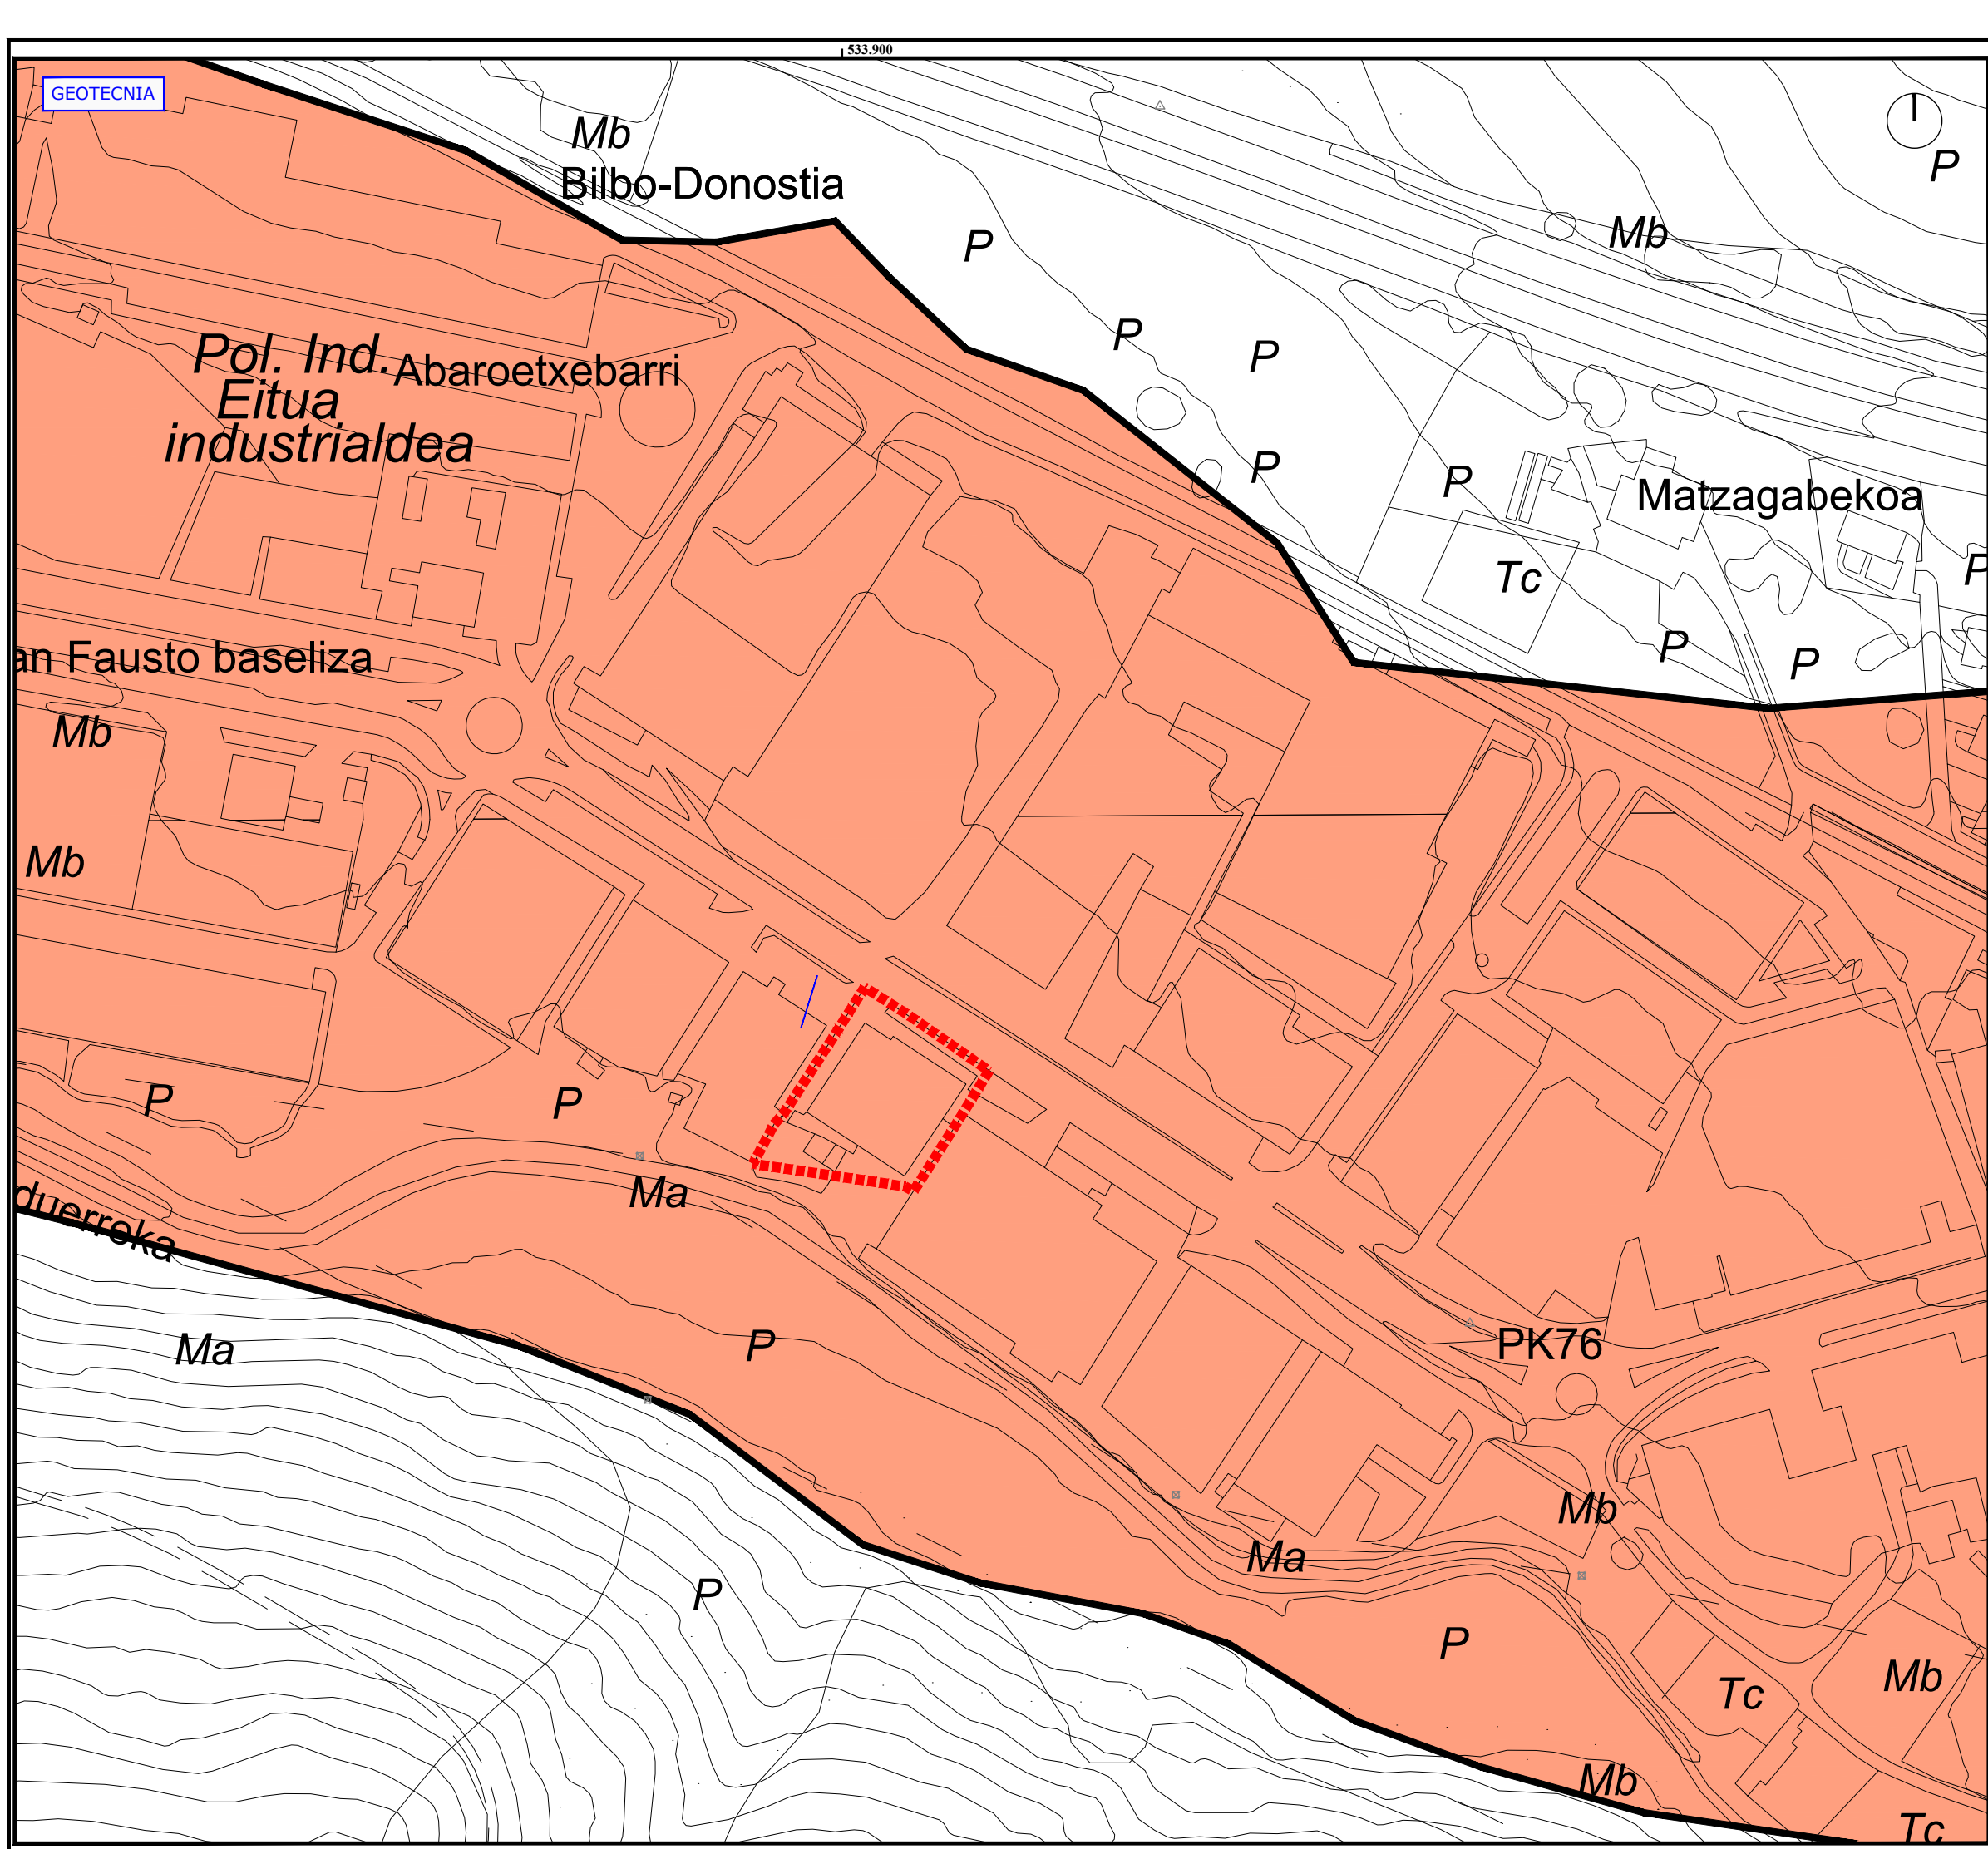 533.900
GEOTECNIA
Mb
P
Bilbo-Donostia
Mb
P
P
P
Pol. Ind.
Abaroetxebarri
Eitua
industrialdea
P
P
Matzagabekoa
Tc
P
P
P
an Fausto baseliza
Mb
Mb
P
P
Ma
duerroka
P
PK76
Ma
Mb
Ma
P
P
Tc
Mb
Mb
Tc